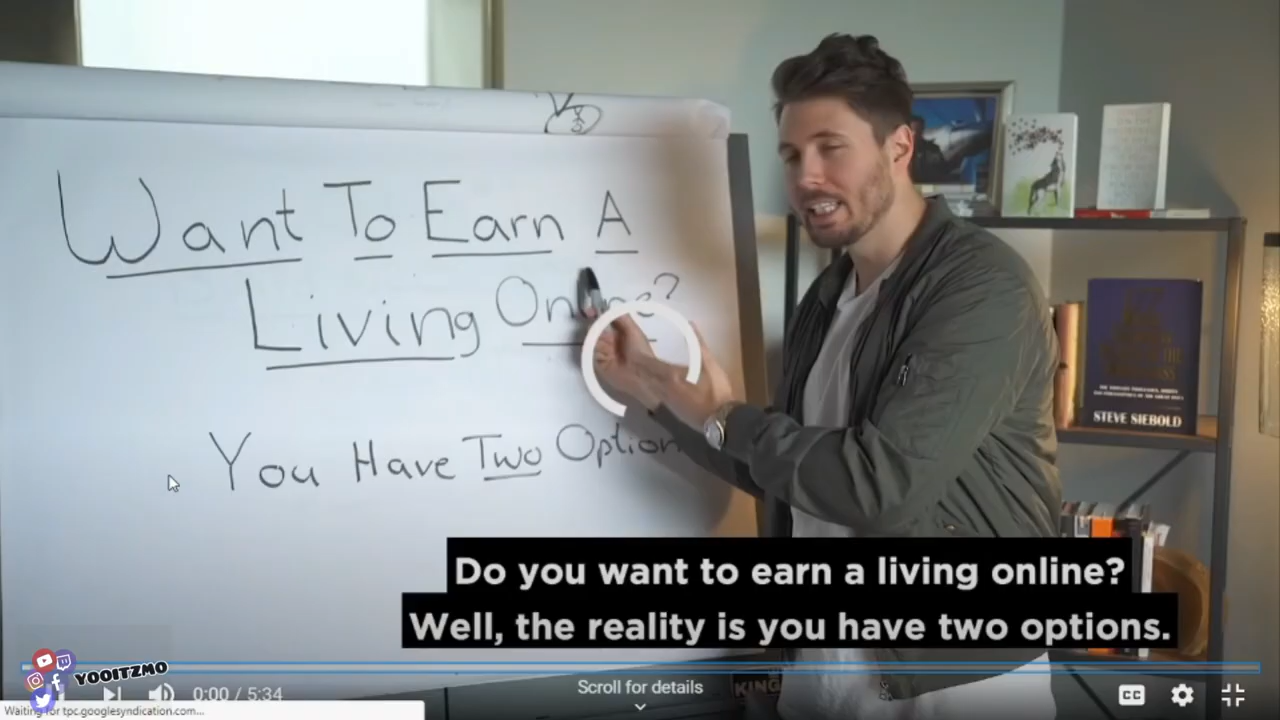 Want To Earn A
Living Online?
You Have Two Option
STEVE SIEBOLD
Do you want to earn a living online?
Well, the reality is you have two options.
YOOITZMO
0:00 / 5:34
Scroll for details
KING
CC
Waiting for tpc.googlesyndication.com...